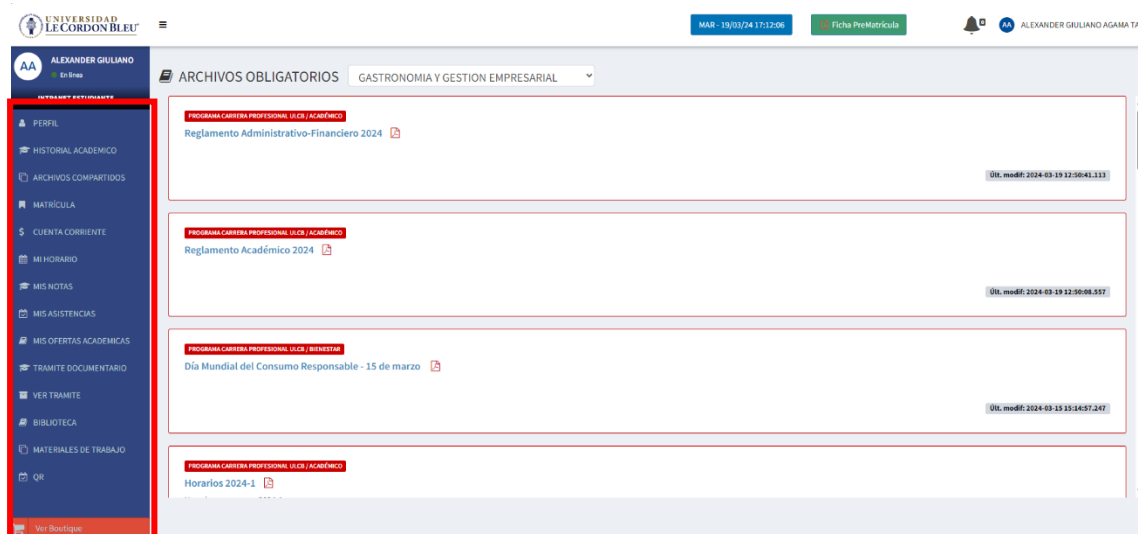 UNIVERSIDAD
LE CORDON BLEU
MAR - 19/03/24 17:12:06
Ficha PreMatrícula
0
AA
ALEXANDER GIULIANO AGAMA TA
AA
ALEXANDER GIULIANO
En línea
INTRANET ESTUDIANTE
PERFIL
HISTORIAL ACADEMICO
ARCHIVOS COMPARTIDOS
MATRÍCULA
CUENTA CORRIENTE
MI HORARIO
MIS NOTAS
MIS ASISTENCIAS
MIS OFERTAS ACADEMICAS
TRAMITE DOCUMENTARIO
VER TRAMITE
BIBLIOTECA
MATERIALES DE TRABAJO
QR
Ver Boutique
ARCHIVOS OBLIGATORIOS
GASTRONOMIA Y GESTION EMPRESARIAL
PROGRAMA CARRERA PROFESIONAL ULCB / ACADÉMICO
Reglamento Administrativo-Financiero 2024
Últ. modif: 2024-03-19 12:50:41.113
PROGRAMA CARRERA PROFESIONAL ULCB / ACADÉMICO
Reglamento Académico 2024
Últ. modif: 2024-03-19 12:50:08.557
PROGRAMA CARRERA PROFESIONAL ULCB / BIENESTAR
Día Mundial del Consumo Responsable - 15 de marzo
Últ. modif: 2024-03-15 15:14:57.247
PROGRAMA CARRERA PROFESIONAL ULCB / ACADÉMICO
Horarios 2024-1